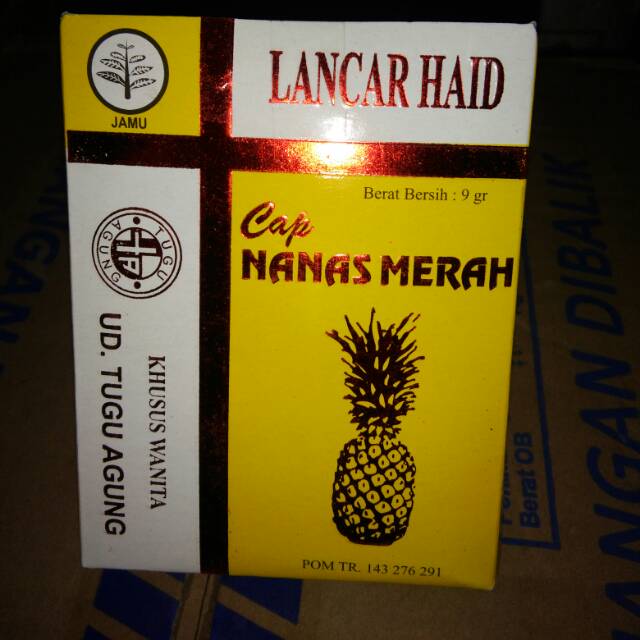 JAMU
LANCAR HAID
Berat Bersih : 9 gr
Cap
NANAS MERAH
TUGU
AGUNG
KHUSUS WANITA
UD. TUGU AGUNG
POM TR. 143 276 291
ANGAN DIBALIK
Berat OB